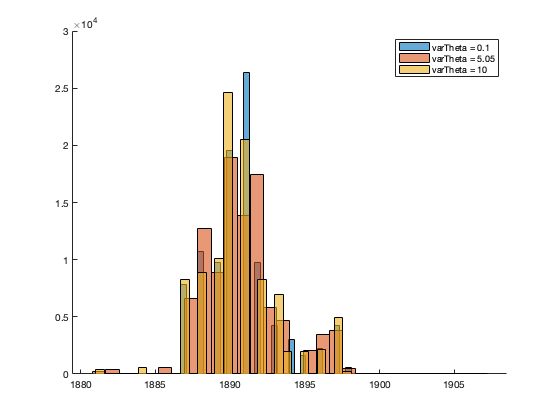 ×10⁴
3
varTheta = 0.1
varTheta = 5.05
varTheta = 10
2.5
2
1.5
1
0.5
0
1880 1885 1890 1895 1900 1905